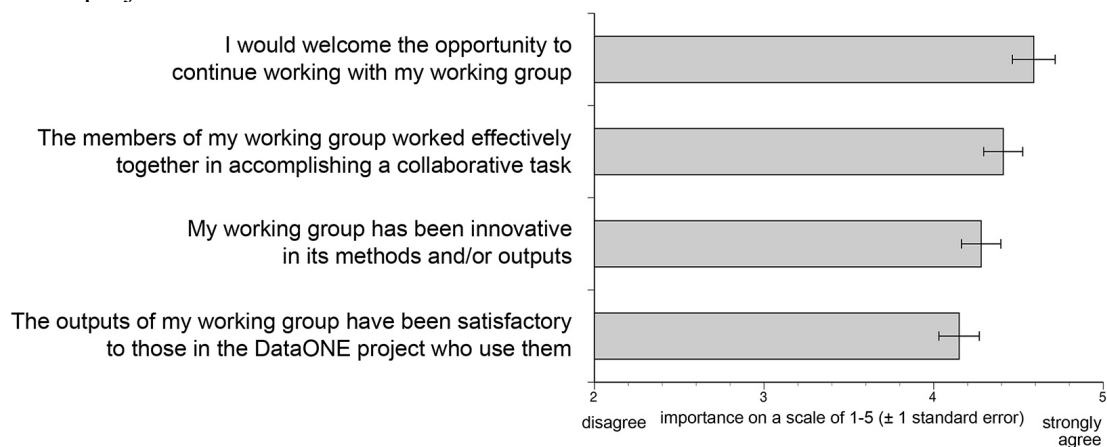 I would welcome the opportunity to
continue working with my working group
The members of my working group worked effectively
together in accomplishing a collaborative task
My working group has been innovative
in its methods and/or outputs
The outputs of my working group have been satisfactory
to those in the DataONE project who use them
2 3 4 5
disagree importance on a scale of 1-5 (± 1 standard error) strongly
agree